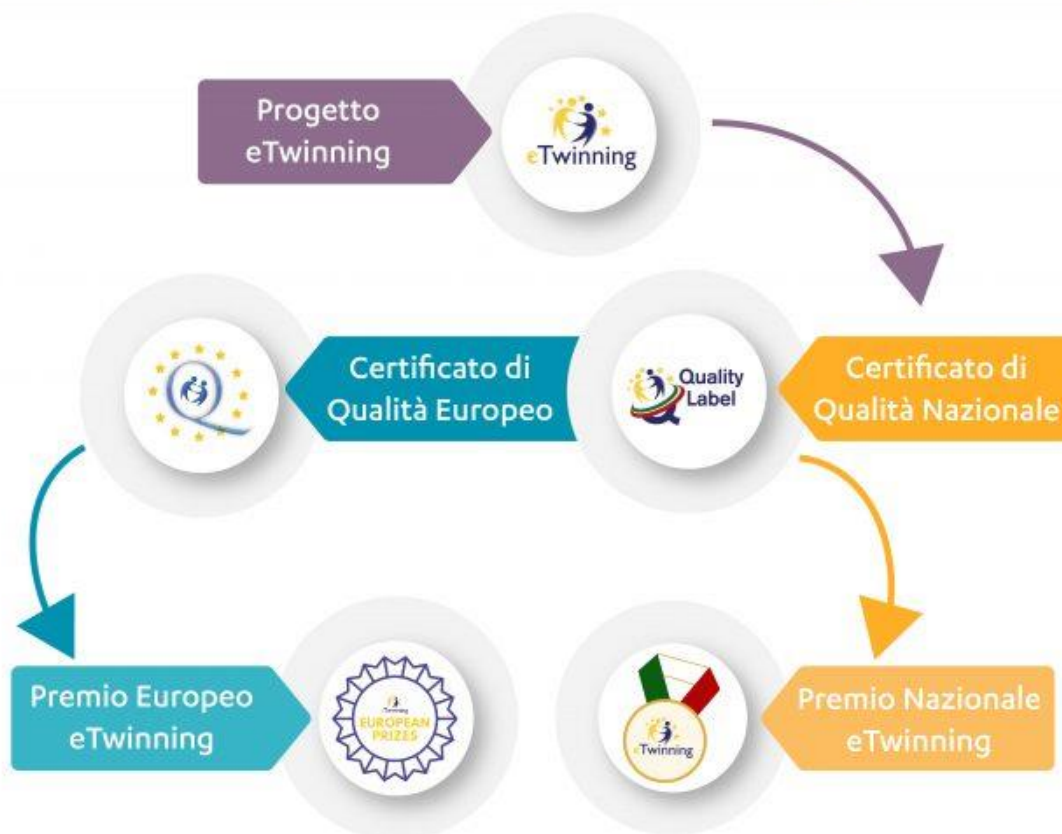 Progetto
eTwinning
eTwinning
Certificato di
Qualità Europeo
Quality
Label
Certificato di
Qualità Nazionale
Premio Europeo
eTwinning
eTwinning
EUROPEAN
PRIZES
eTwinning
Premio Nazionale
eTwinning